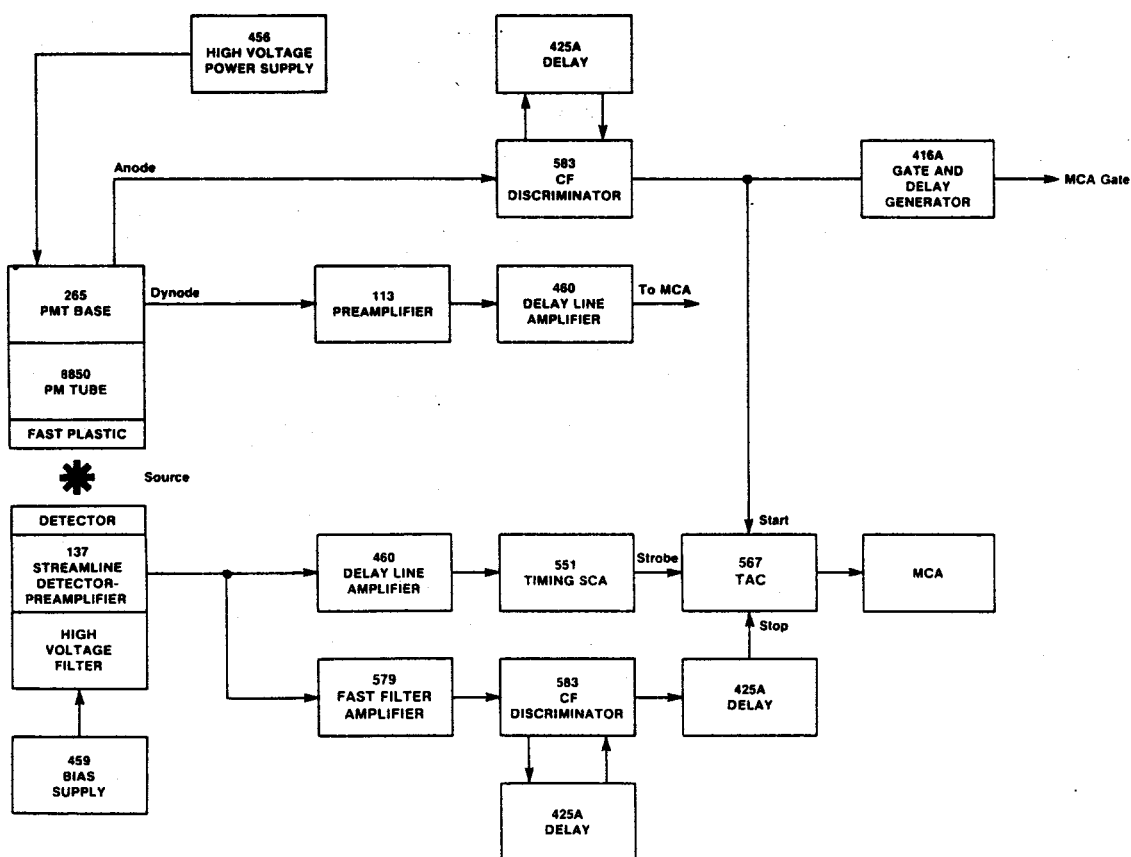 456
HIGH VOLTAGE
POWER SUPPLY
425A
DELAY
Anode
583
CF
DISCRIMINATOR
416A
GATE AND
DELAY
GENERATOR
MCA Gate
265
PMT BASE
Dynode
113
PREAMPLIFIER
460
DELAY LINE
AMPLIFIER
To MCA
8850
PM TUBE
FAST PLASTIC
Source
DETECTOR
137
STREAMLINE
DETECTOR-
PREAMPLIFIER
HIGH
VOLTAGE
FILTER
459
BIAS
SUPPLY
460
DELAY LINE
AMPLIFIER
551
TIMING SCA
Strobe
Start
567
TAC
MCA
Stop
579
FAST FILTER
AMPLIFIER
583
CF
DISCRIMINATOR
425A
DELAY
425A
DELAY